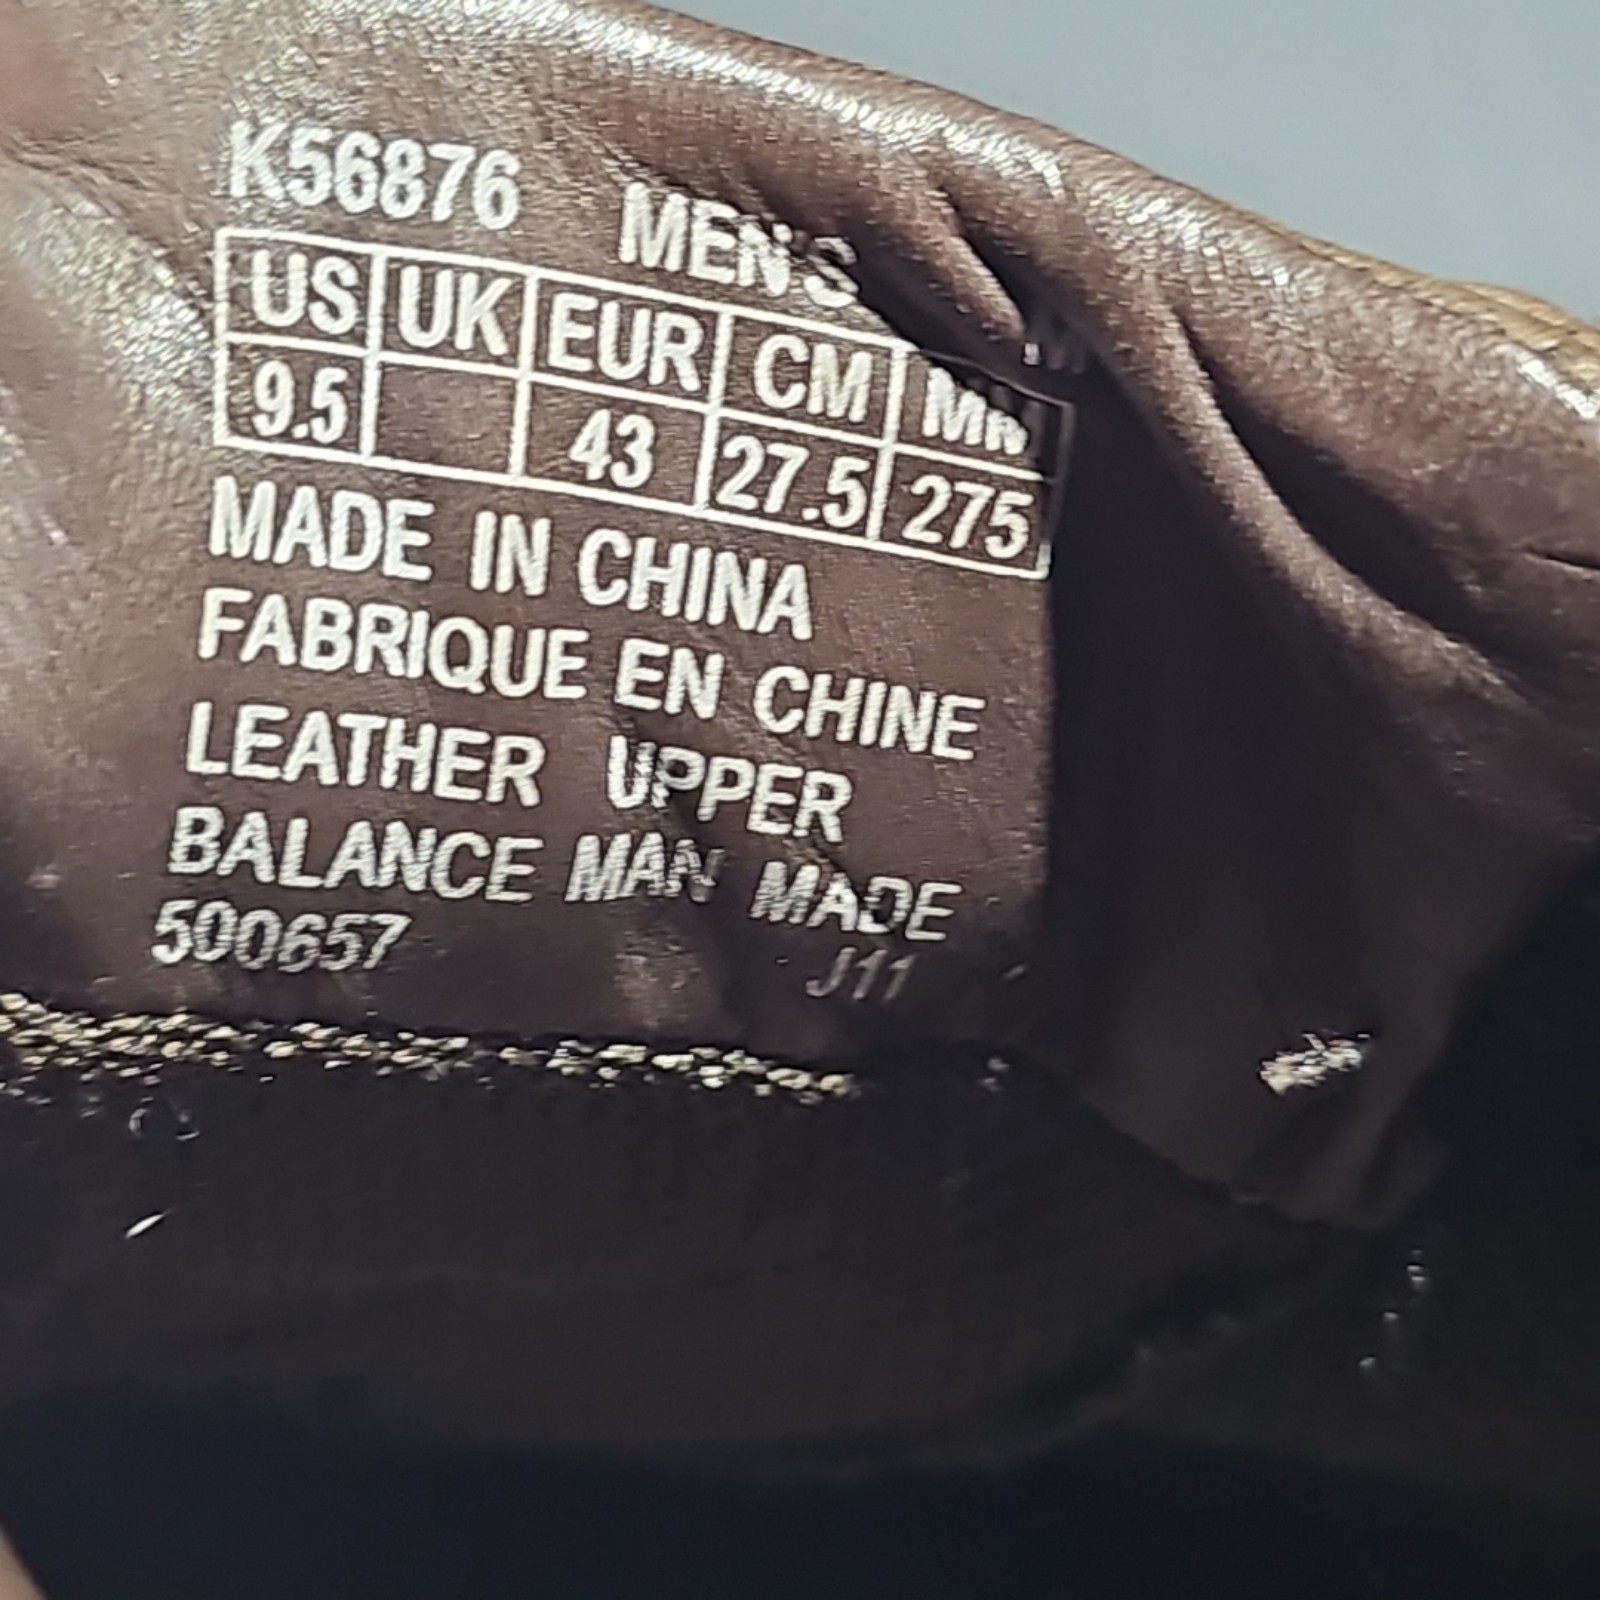 K56876 MEN'S M
US UK EUR CM MN
9.5 43 27.5 275
MADE IN CHINA
FABRIQUE EN CHINE
LEATHER UPPER
BALANCE MAN MADE
500657 J11